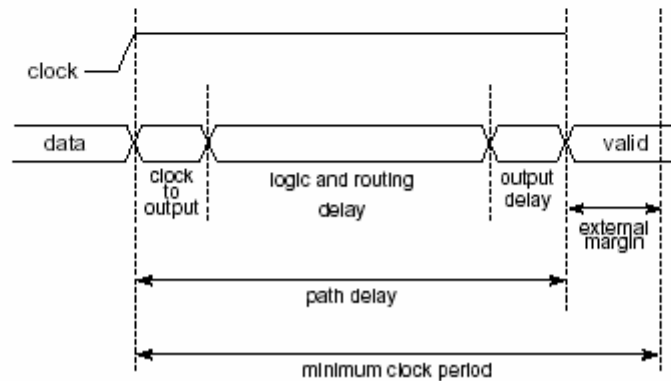 clock
data
valid
clock
to
output
logic and routing
delay
output
delay
external
margin
path delay
minimum clock period